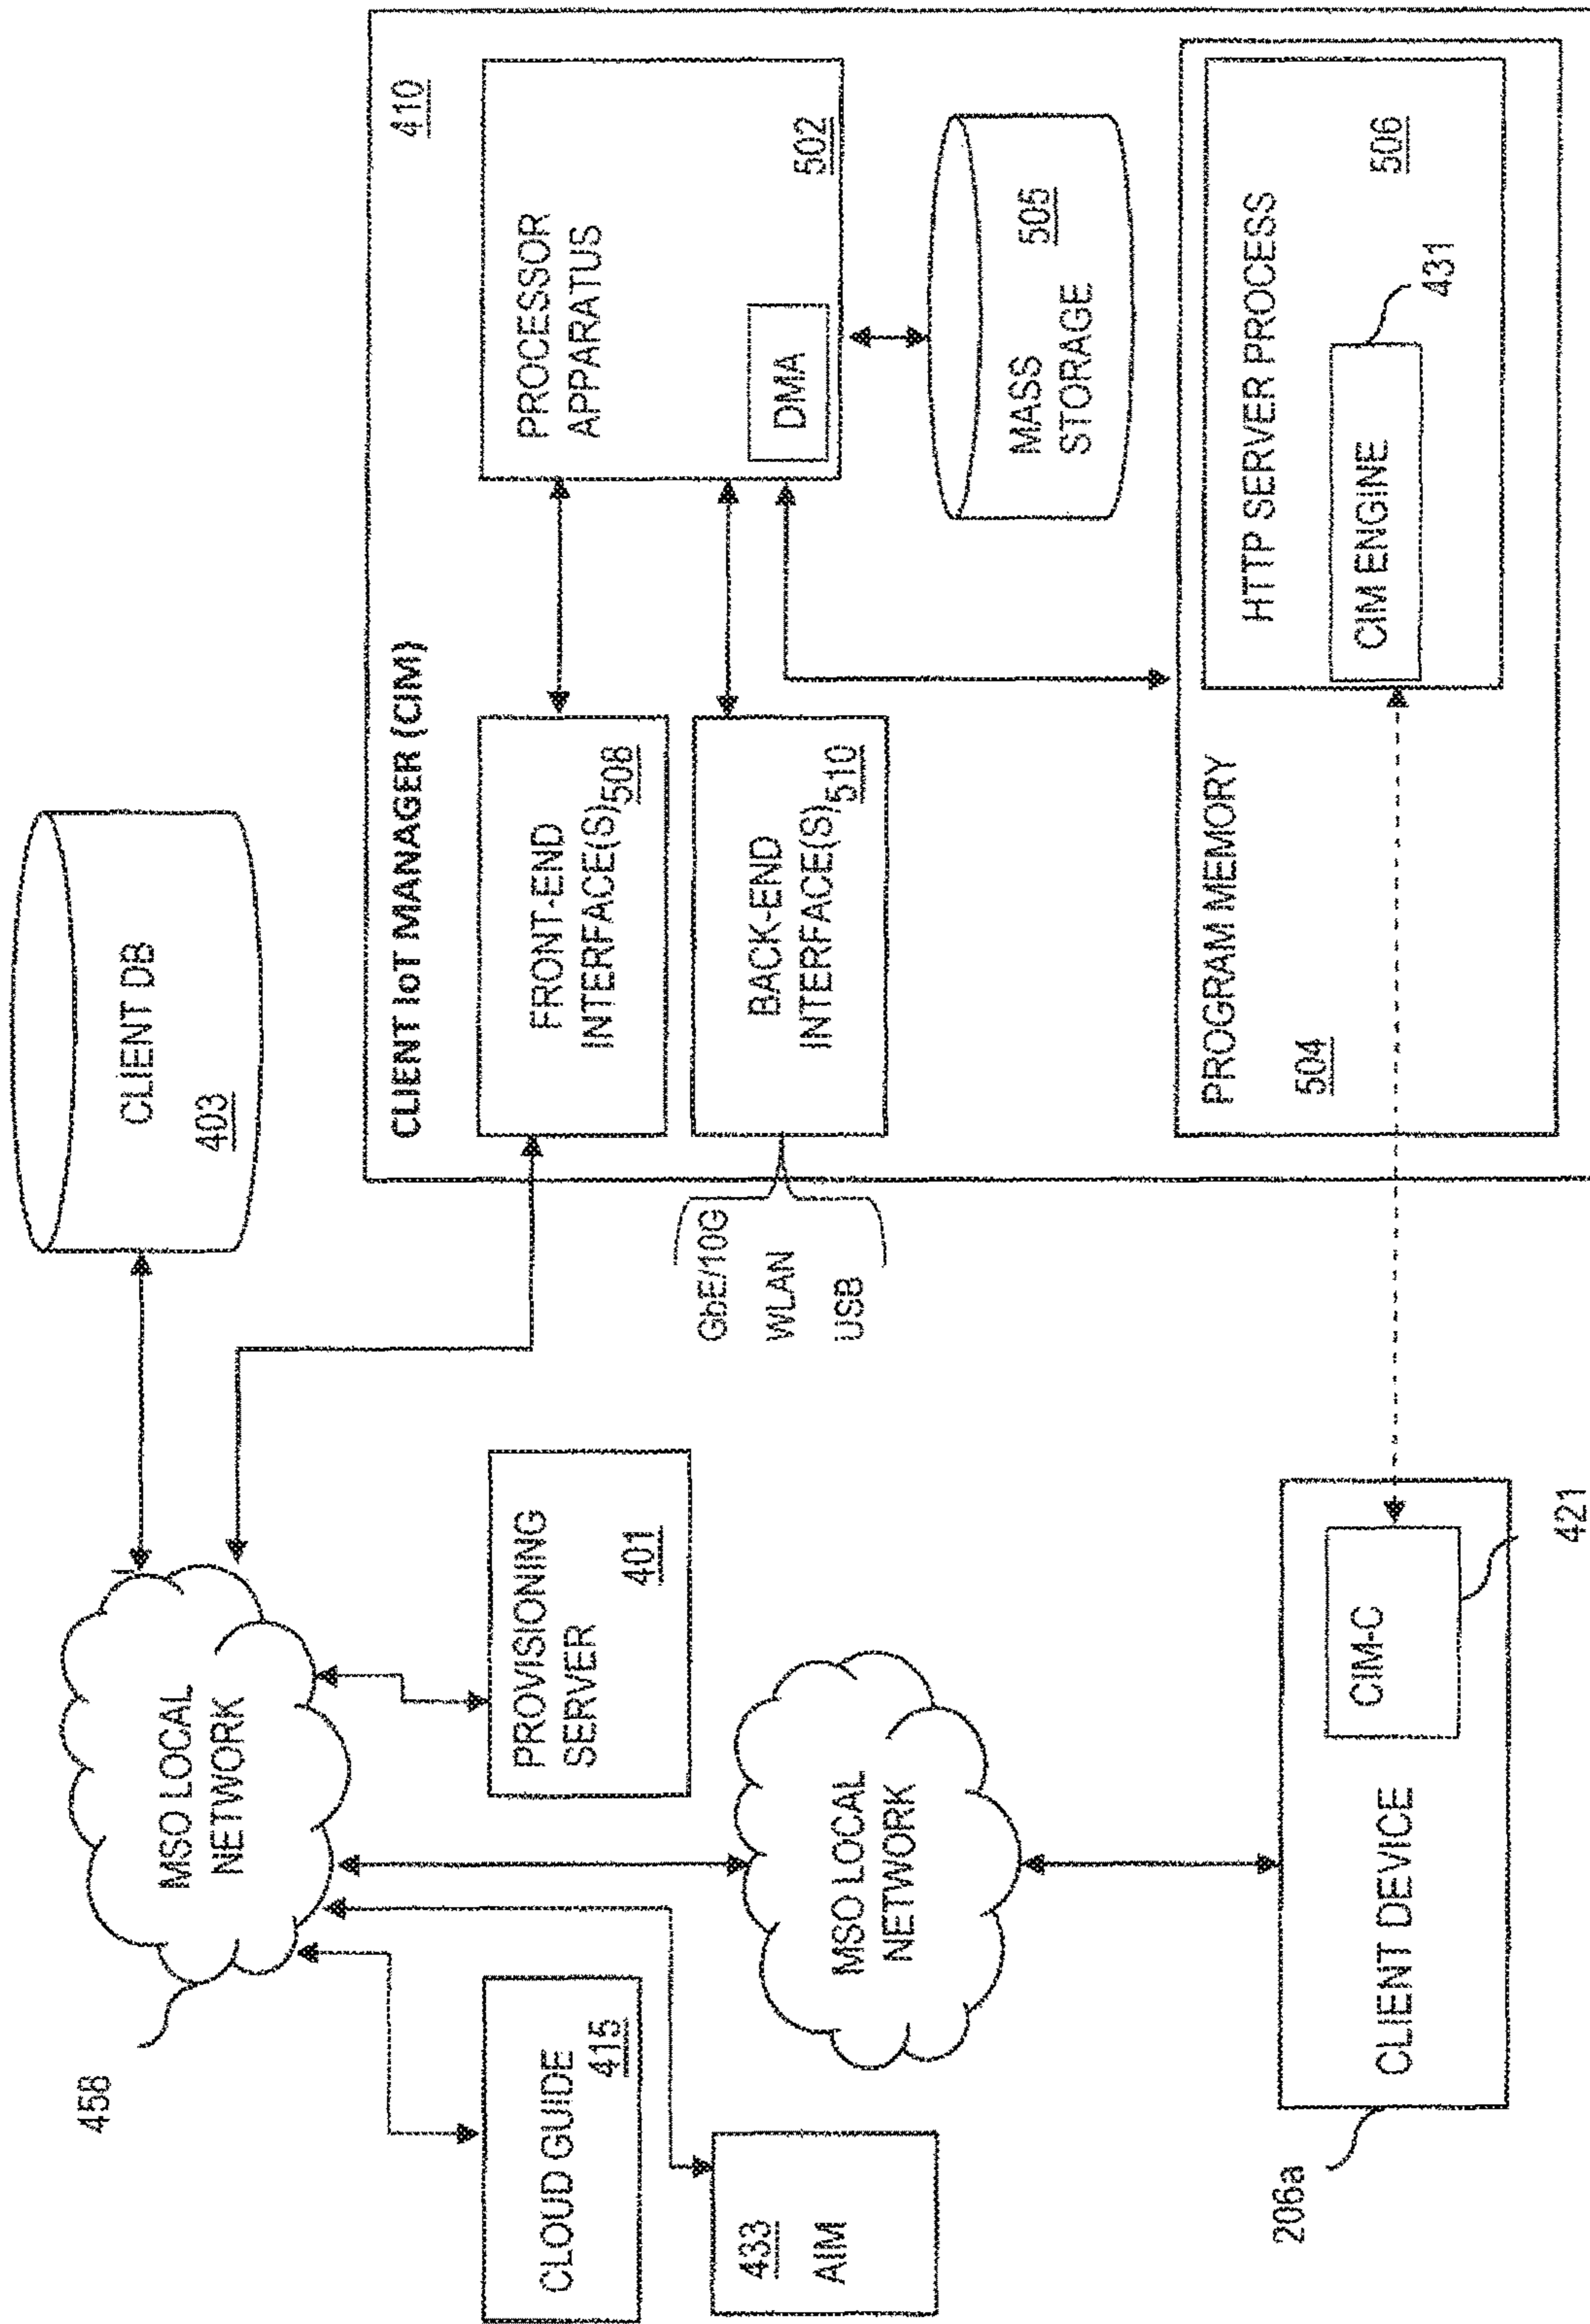 458
MSO LOCAL
NETWORK
CLIENT DB
403
CLOUD GUIDE
415
433
AIM
PROVISIONING
SERVER
401
MSO LOCAL
NETWORK
206a
CLIENT DEVICE
CIM-C
421
GbE/10G
WLAN
USB
CLIENT IoT MANAGER (CIM)
410
FRONT-END
INTERFACE(S)
508
BACK-END
INTERFACE(S)
510
PROCESSOR
APPARATUS
502
DMA
MASS
STORAGE
505
PROGRAM MEMORY
504
HTTP SERVER PROCESS
506
CIM ENGINE
431